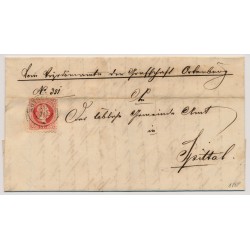 Vom Bezirksamte der Grafschaft Ortenburg
No. 311
An
Das löbliche Gemeinde Amt
in
Spittal